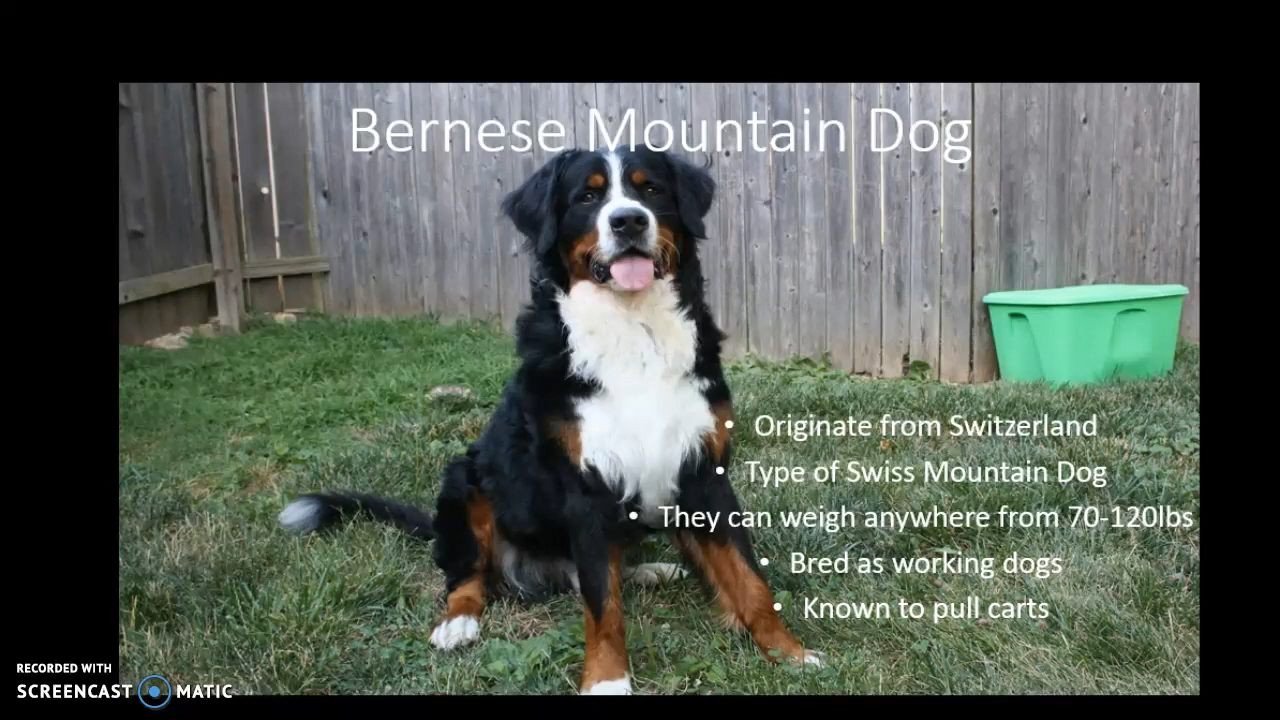 Bernese Mountain Dog
• Originate from Switzerland
• Type of Swiss Mountain Dog
• They can weigh anywhere from 70-120lbs
• Bred as working dogs
• Known to pull carts
RECORDED WITH
SCREENCAST MATIC